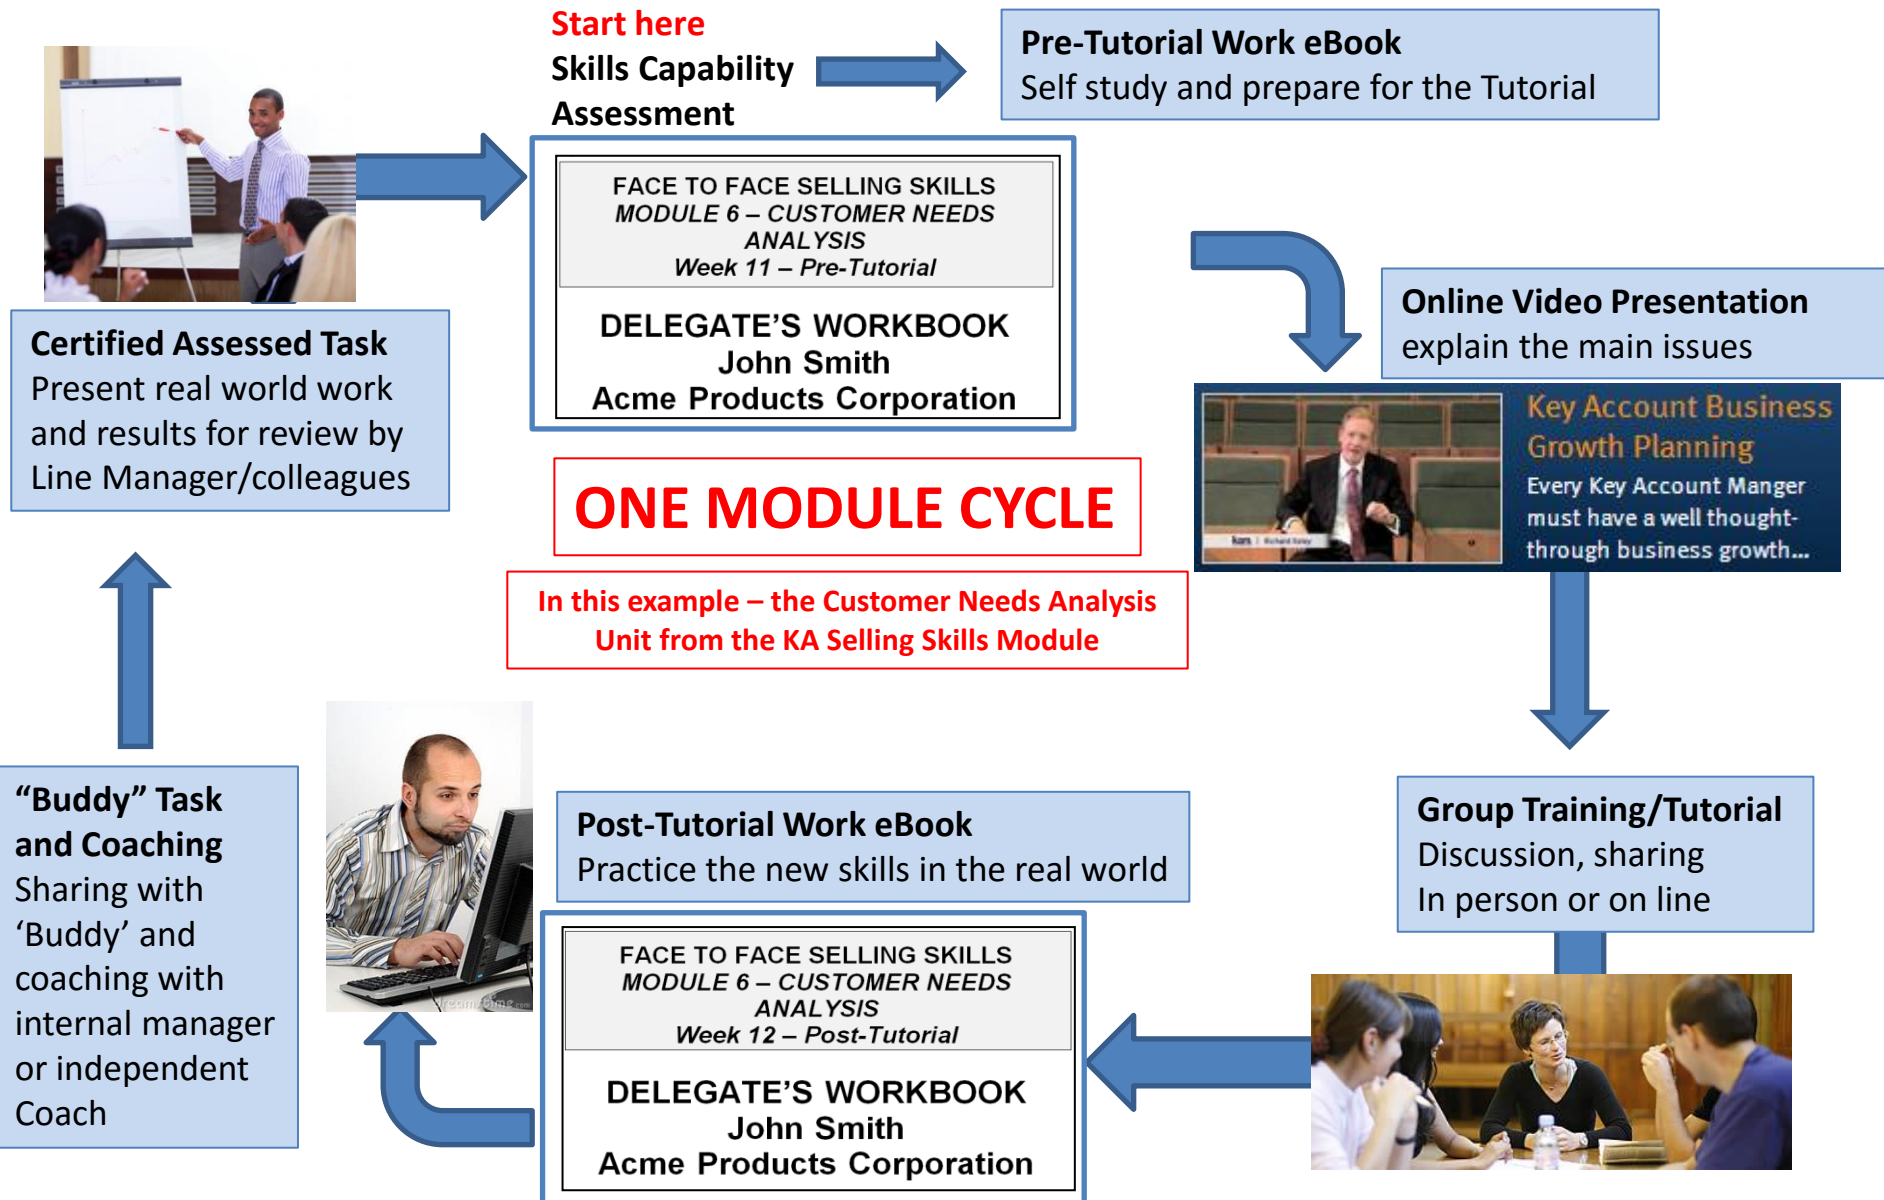 Start here
Skills Capability
Assessment
Pre-Tutorial Work eBook
Self study and prepare for the Tutorial
FACE TO FACE SELLING SKILLS
MODULE 6 – CUSTOMER NEEDS
ANALYSIS
Week 11 – Pre-Tutorial
DELEGATE'S WORKBOOK
John Smith
Acme Products Corporation
Online Video Presentation
explain the main issues
Key Account Business
Growth Planning
Every Key Account Manger
must have a well thought-
through business growth...
Certified Assessed Task
Present real world work
and results for review by
Line Manager/colleagues
ONE MODULE CYCLE
In this example – the Customer Needs Analysis
Unit from the KA Selling Skills Module
Group Training/Tutorial
Discussion, sharing
In person or on line
Post-Tutorial Work eBook
Practice the new skills in the real world
FACE TO FACE SELLING SKILLS
MODULE 6 – CUSTOMER NEEDS
ANALYSIS
Week 12 – Post-Tutorial
DELEGATE'S WORKBOOK
John Smith
Acme Products Corporation
dreamstime.com
“Buddy” Task
and Coaching
Sharing with
‘Buddy’ and
coaching with
internal manager
or independent
Coach